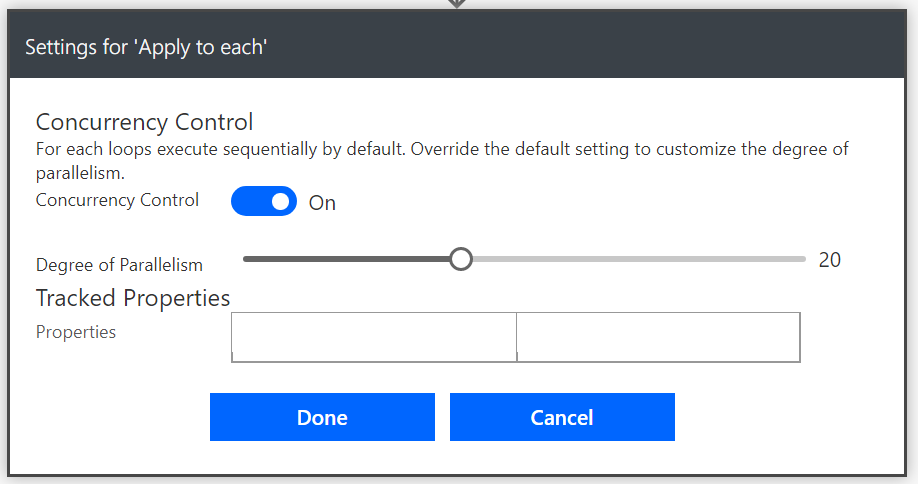 Settings for 'Apply to each'
Concurrency Control
For each loops execute sequentially by default. Override the default setting to customize the degree of
parallelism.
Concurrency Control On
Degree of Parallelism 20
Tracked Properties
Properties
Done Cancel